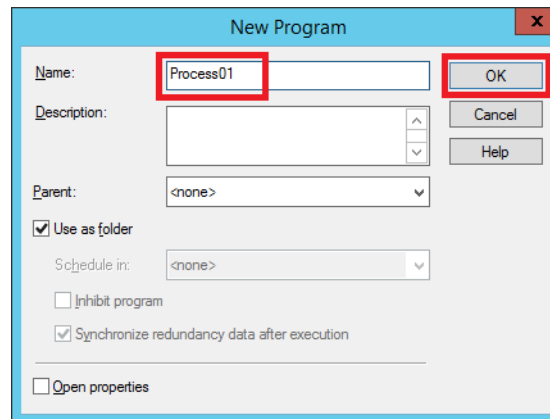 New Program
x
Name:
Process01
OK
Description:
Cancel
Help
Parent:
<none>
Use as folder
Schedule in:
<none>
Inhibit program
Synchronize redundancy data after execution
Open properties